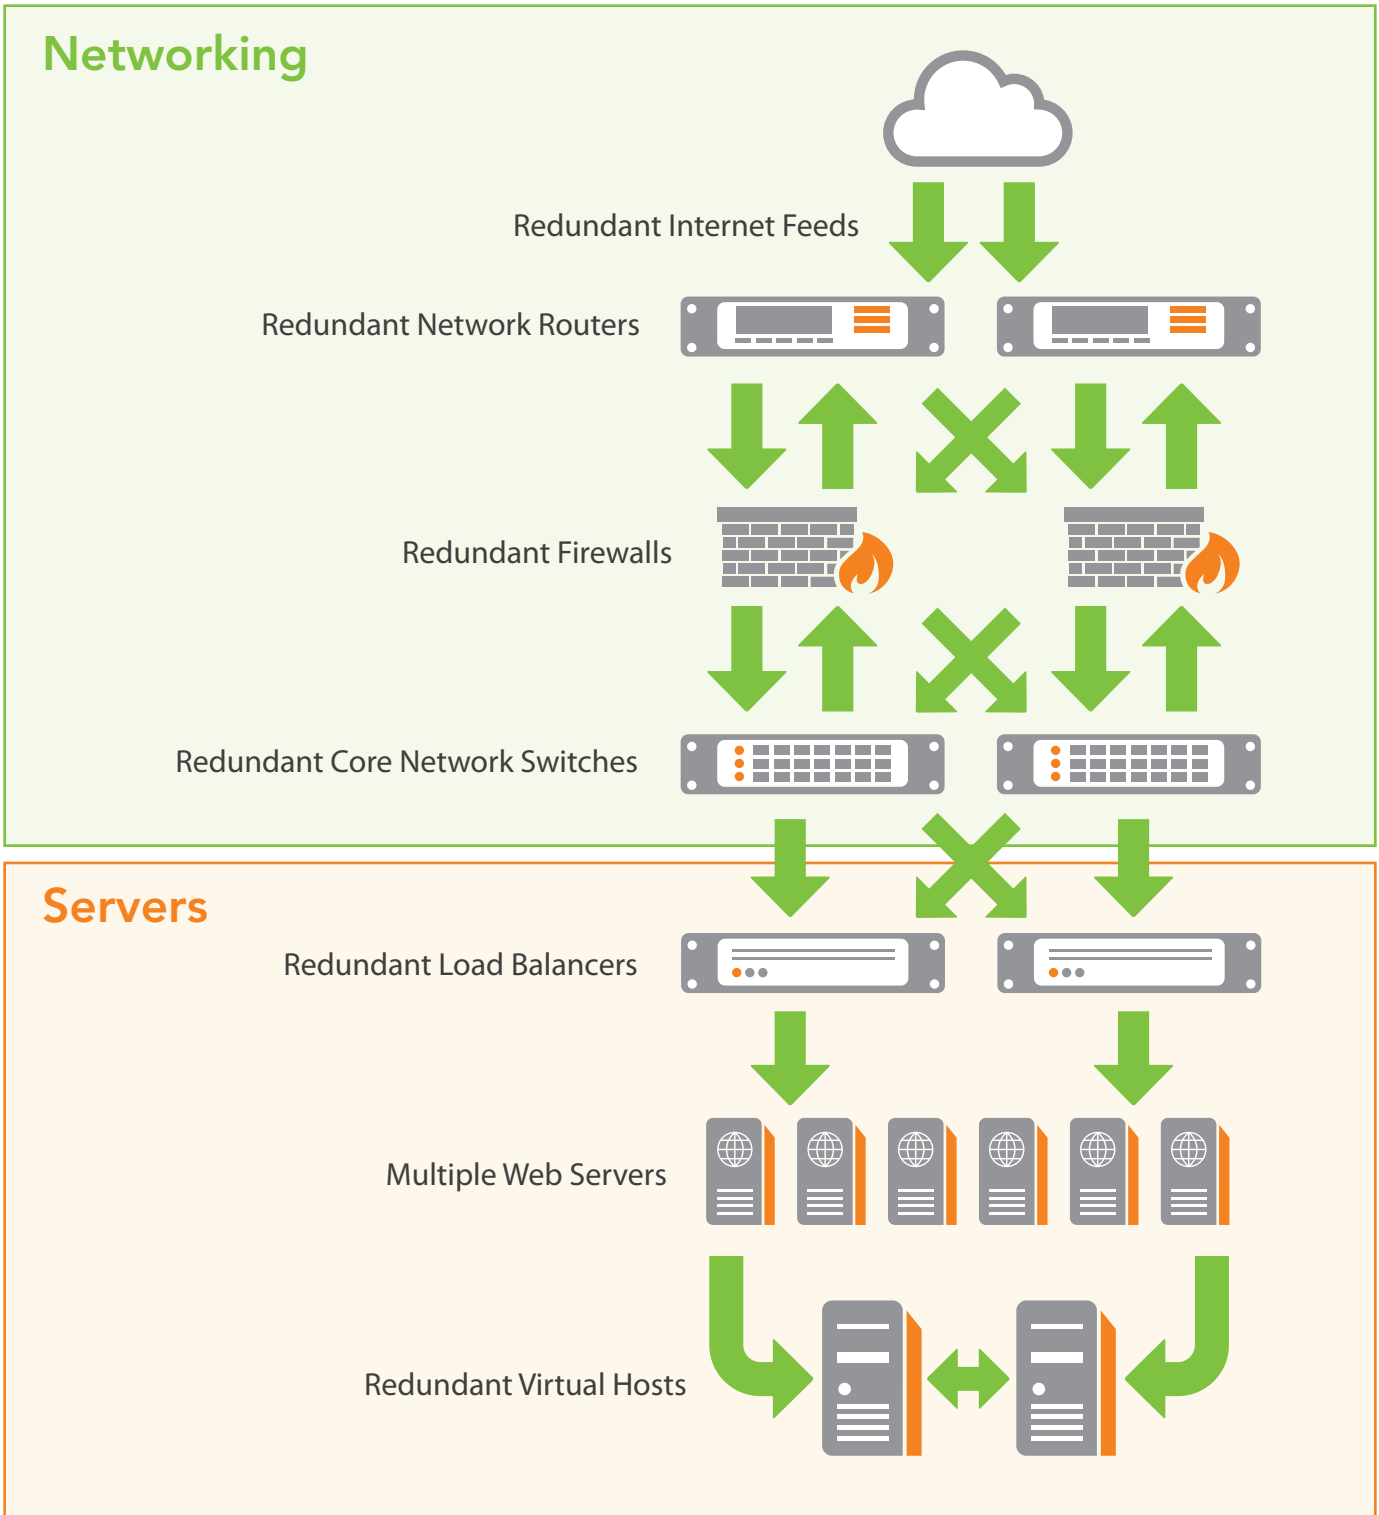 Networking
Redundant Internet Feeds
Redundant Network Routers
Redundant Firewalls
Redundant Core Network Switches
Servers
Redundant Load Balancers
Multiple Web Servers
Redundant Virtual Hosts